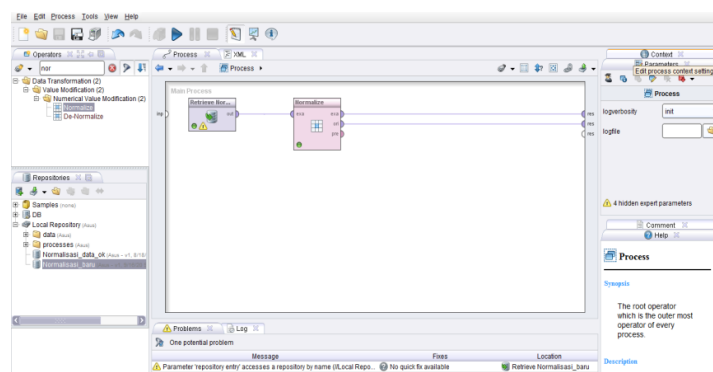 File Edit Process Tools View Help
Operators
nor
Data Transformation (2)
Value Modification (2)
Numerical Value Modification (2)
Normalize
De-Normalize
Repositories
Samples (none)
DB
Local Repository (Asus)
data (Asus)
processes (Asus)
Normalisasi_data_ok (Asus - v1, 6/16/
Normalisasi_baru
Process
XML
Process
Main Process
inp
Retrieve Nor...
out
Normalize
exa
exa
ori
pre
res
res
res
Problems
Log
One potential problem
Message Fixes Location
Parameter 'repository entry' accesses a repository by name (//Local Repo... No quick fix available Retrieve Normalisasi_baru
Context
Parameters
Edit process context setting
Process
logverbosity init
logfile
4 hidden expert parameters
Comment
Help
Process
Synopsis
The root operator
which is the outer most
operator of every
process.
Description